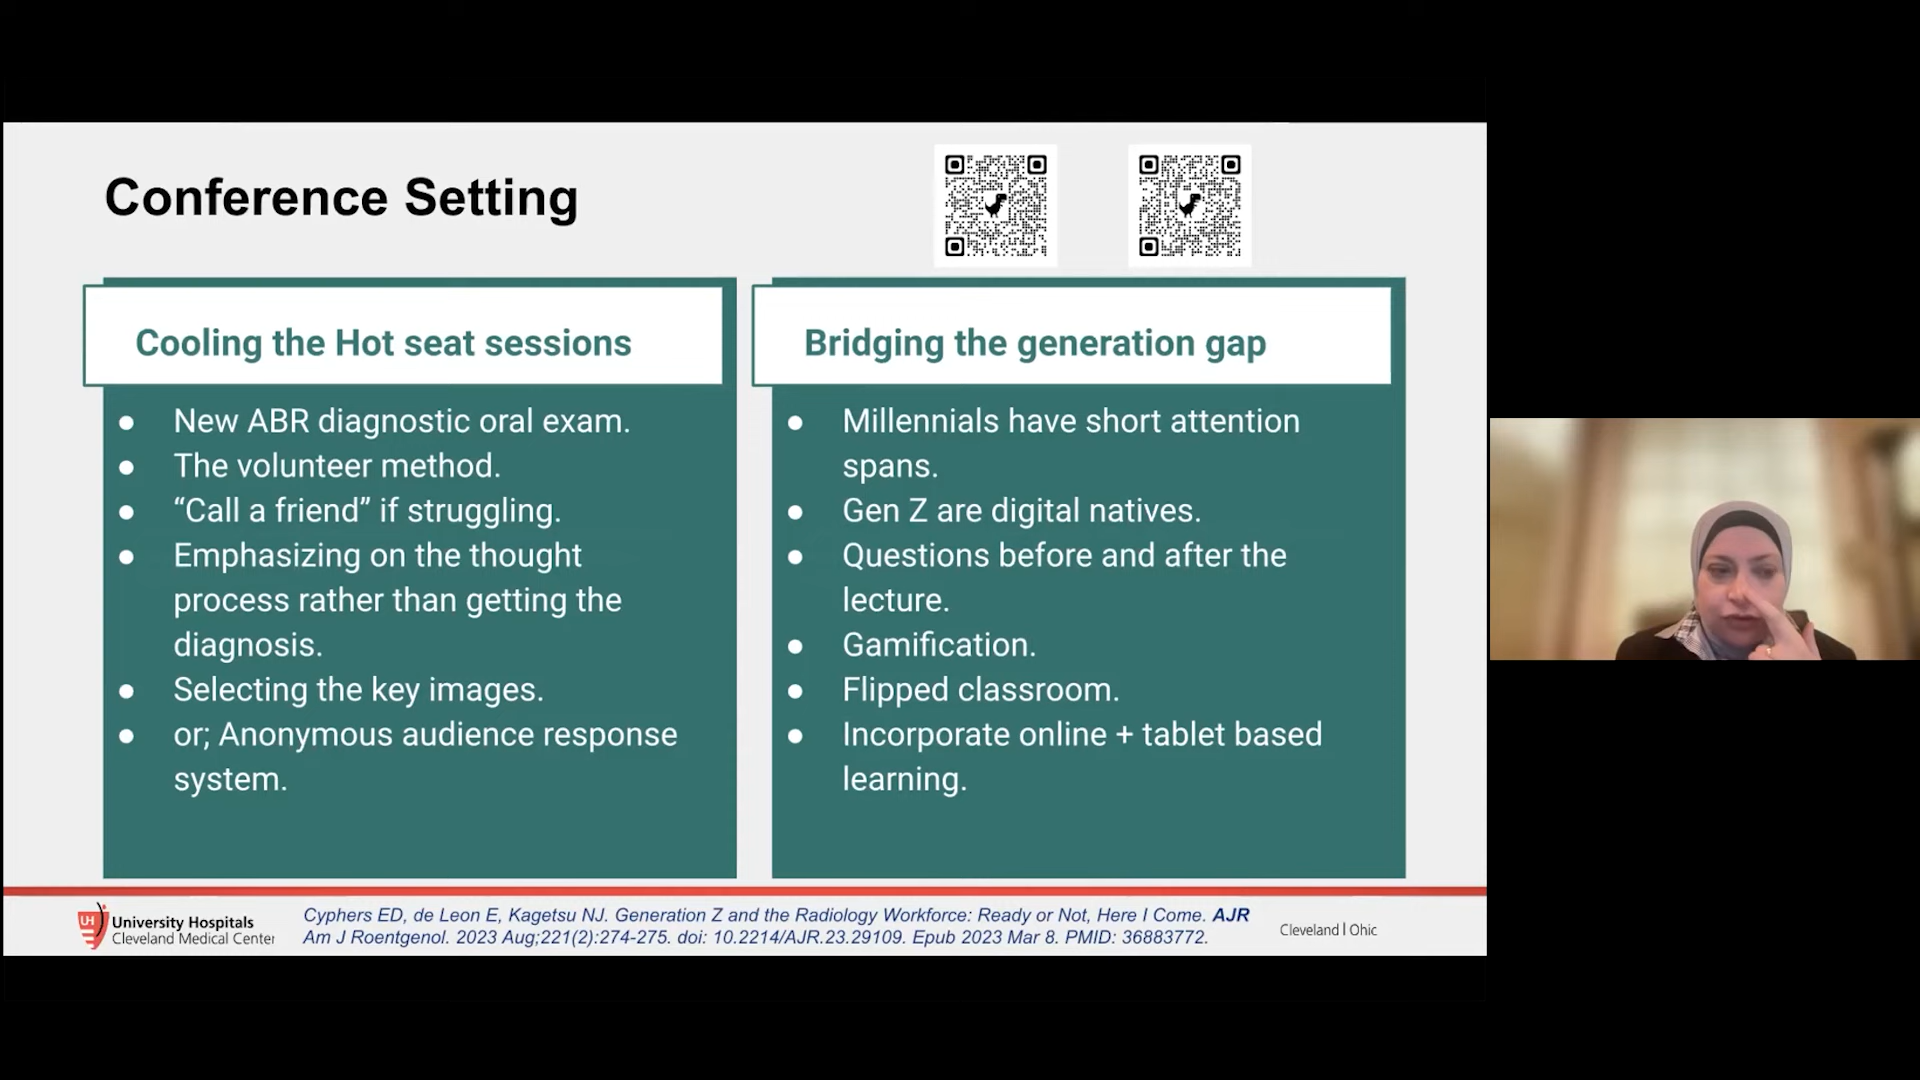 Conference Setting
Cooling the Hot seat sessions
New ABR diagnostic oral exam.
The volunteer method.
“Call a friend” if struggling.
Emphasizing on the thought
process rather than getting the
diagnosis.
Selecting the key images.
or; Anonymous audience response
system.
Bridging the generation gap
Millennials have short attention
spans.
Gen Z are digital natives.
Questions before and after the
lecture.
Gamification.
Flipped classroom.
Incorporate online + tablet based
learning.
UH
University Hospitals
Cleveland Medical Center
Cyphers ED, de Leon E, Kagetsu NJ. Generation Z and the Radiology Workforce: Ready or Not, Here I Come. AJR
Am J Roentgenol. 2023 Aug;221(2):274-275. doi: 10.2214/AJR.23.29109. Epub 2023 Mar 8. PMID: 36883772.
Cleveland | Ohio